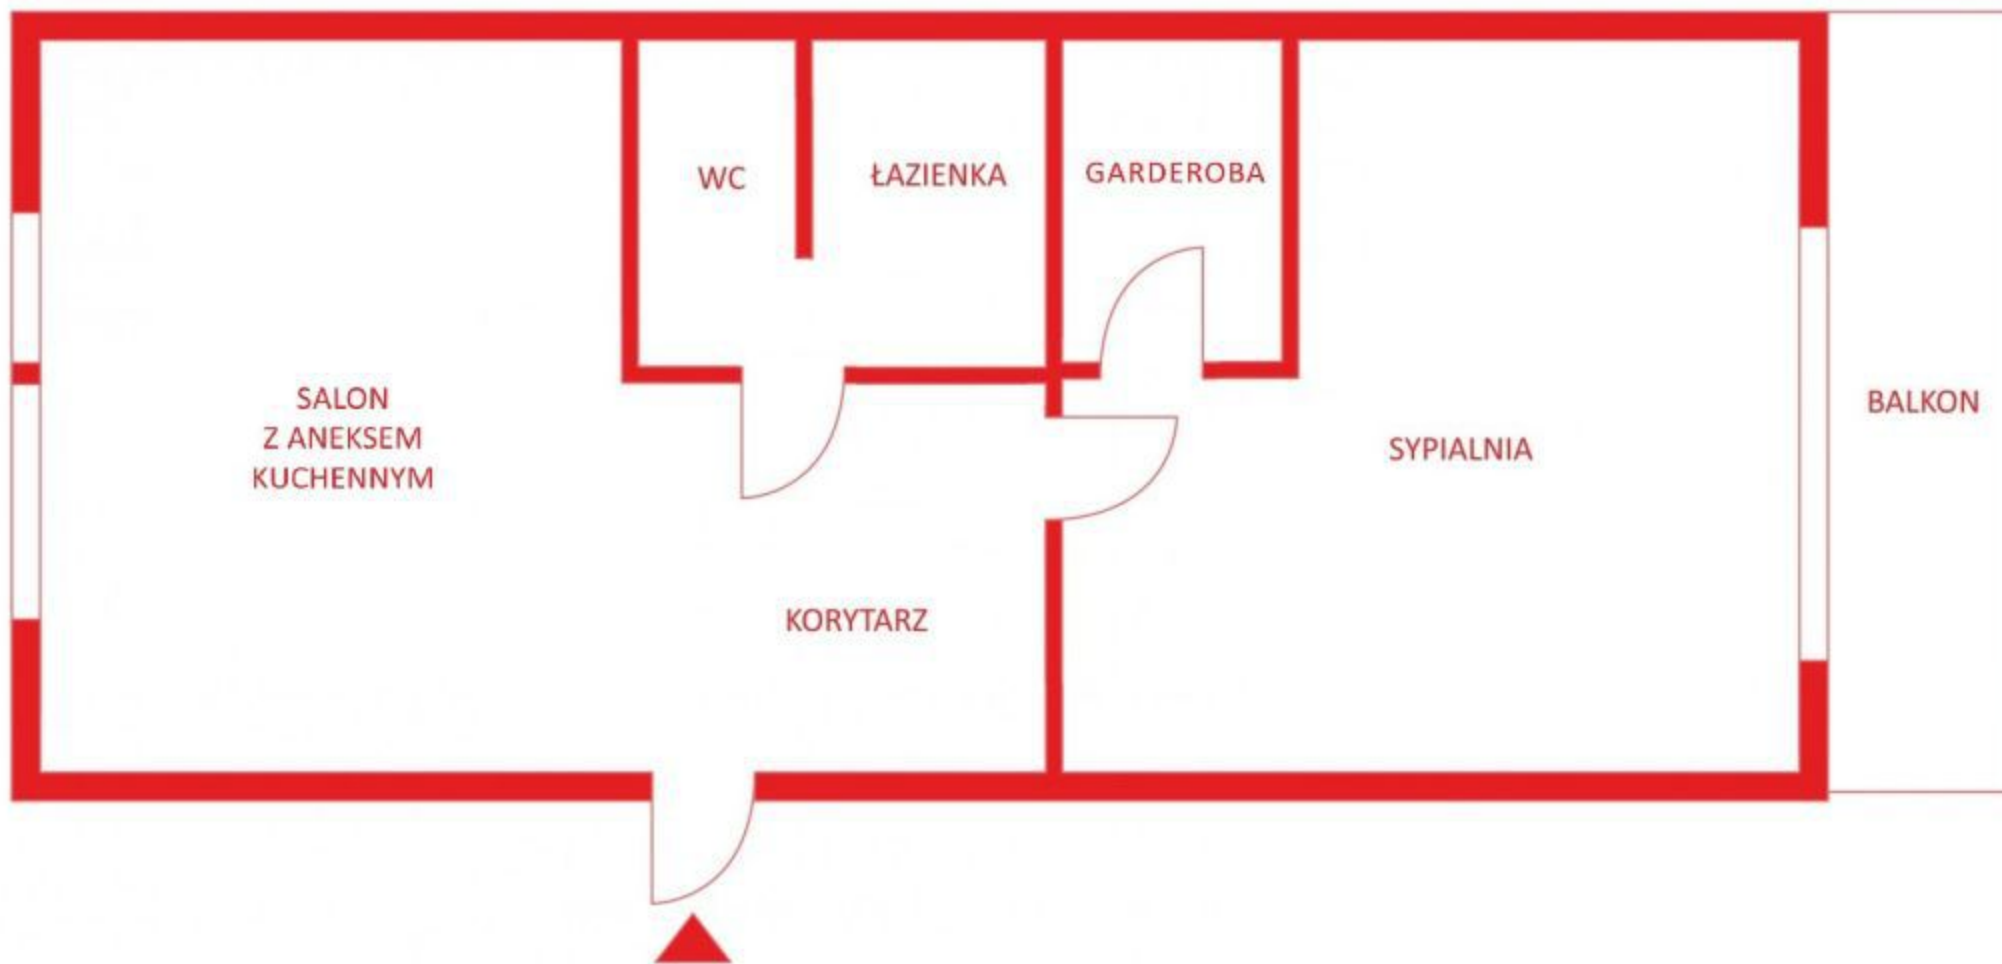 WC
ŁAZIENKA
GARDEROBA
SALON
Z ANEKSEM
KUCHENNYM
SYPIALNIA
BALKON
KORYTARZ